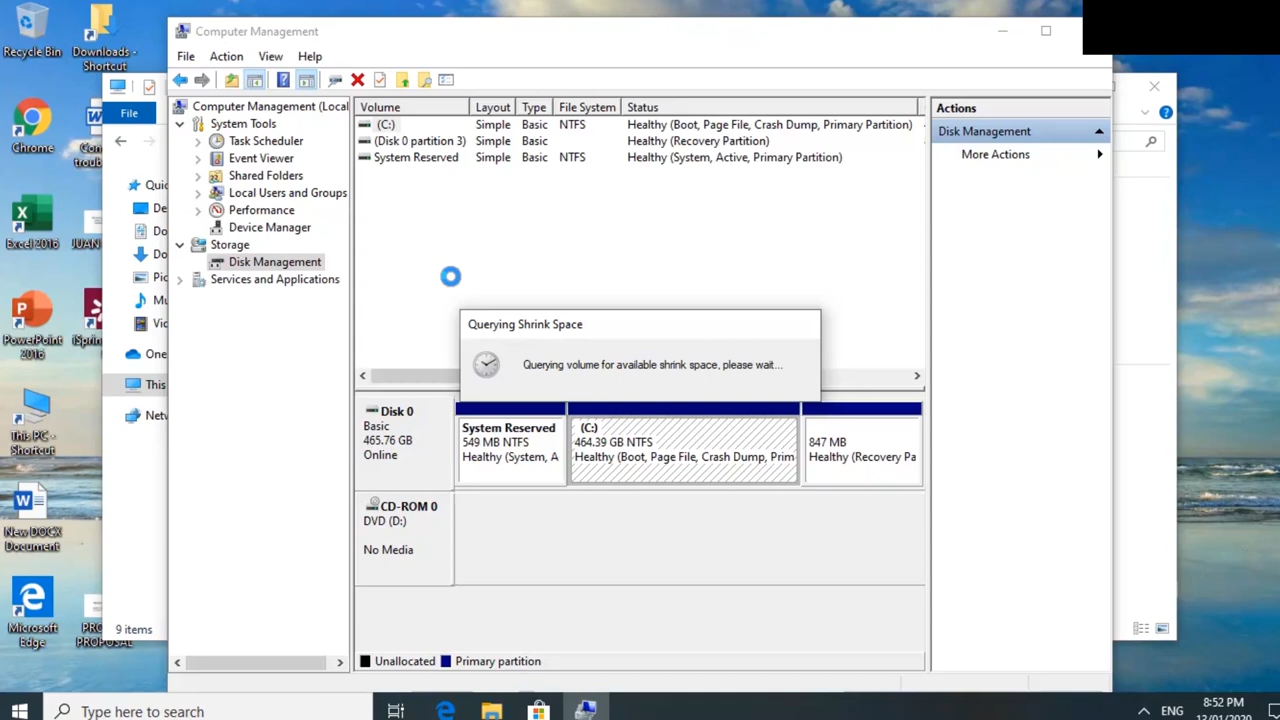 Recycle Bin
Downloads -
Shortcut
Chrome
Excel 2016
PowerPoint
2016
This PC -
Shortcut
New DOCX
Document
Microsoft
Edge
PROPOSAL
File
9 items
Computer Management
File Action View Help
Computer Management (Local
System Tools
Task Scheduler
Event Viewer
Shared Folders
Local Users and Groups
Performance
Device Manager
Storage
Disk Management
Services and Applications
Volume Layout Type File System Status
(C:) Simple Basic NTFS Healthy (Boot, Page File, Crash Dump, Primary Partition)
(Disk 0 partition 3) Simple Basic Healthy (Recovery Partition)
System Reserved Simple Basic NTFS Healthy (System, Active, Primary Partition)
Querying Shrink Space
Querying volume for available shrink space, please wait...
Disk 0
Basic
465.76 GB
Online
System Reserved
549 MB NTFS
Healthy (System, A
(C:)
464.39 GB NTFS
Healthy (Boot, Page File, Crash Dump, Prim
847 MB
Healthy (Recovery Pa
CD-ROM 0
DVD (D:)
No Media
Unallocated Primary partition
Actions
Disk Management
More Actions
Type here to search
ENG
8:52 PM
13/01/2020